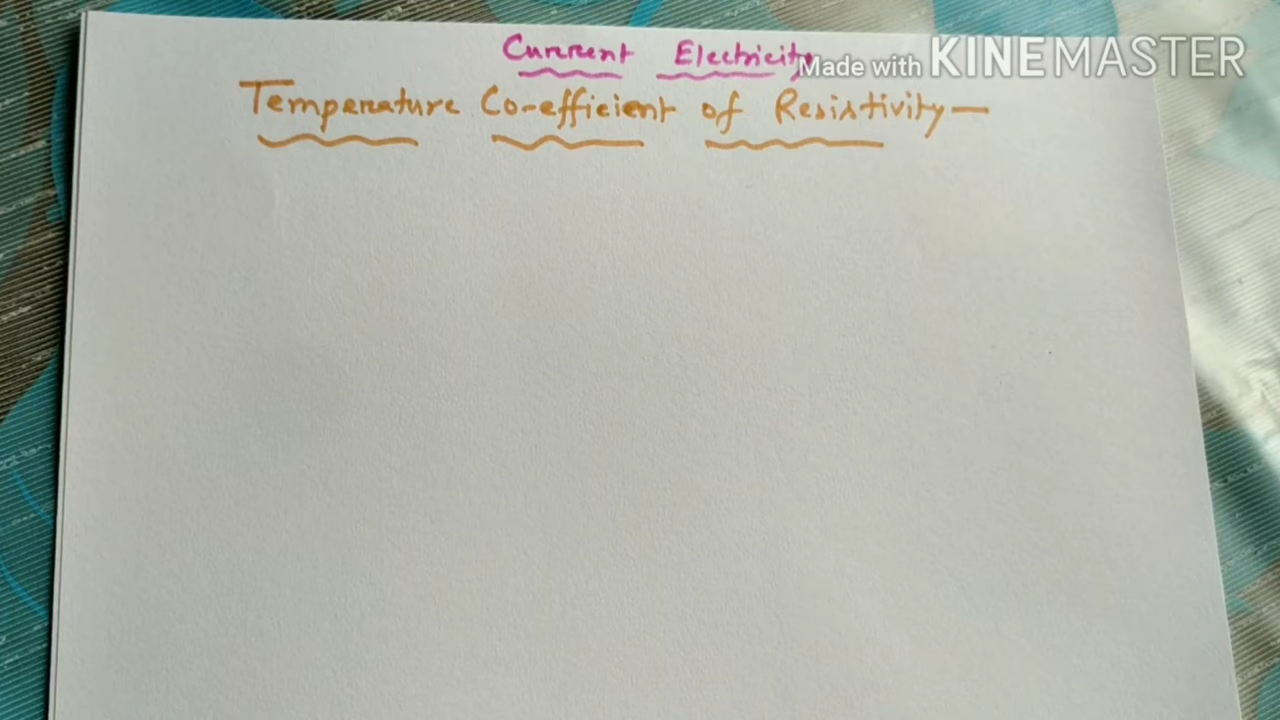 Current Electricity
Made with KINEMASTER
Temperature Co-efficient of Resistivity—